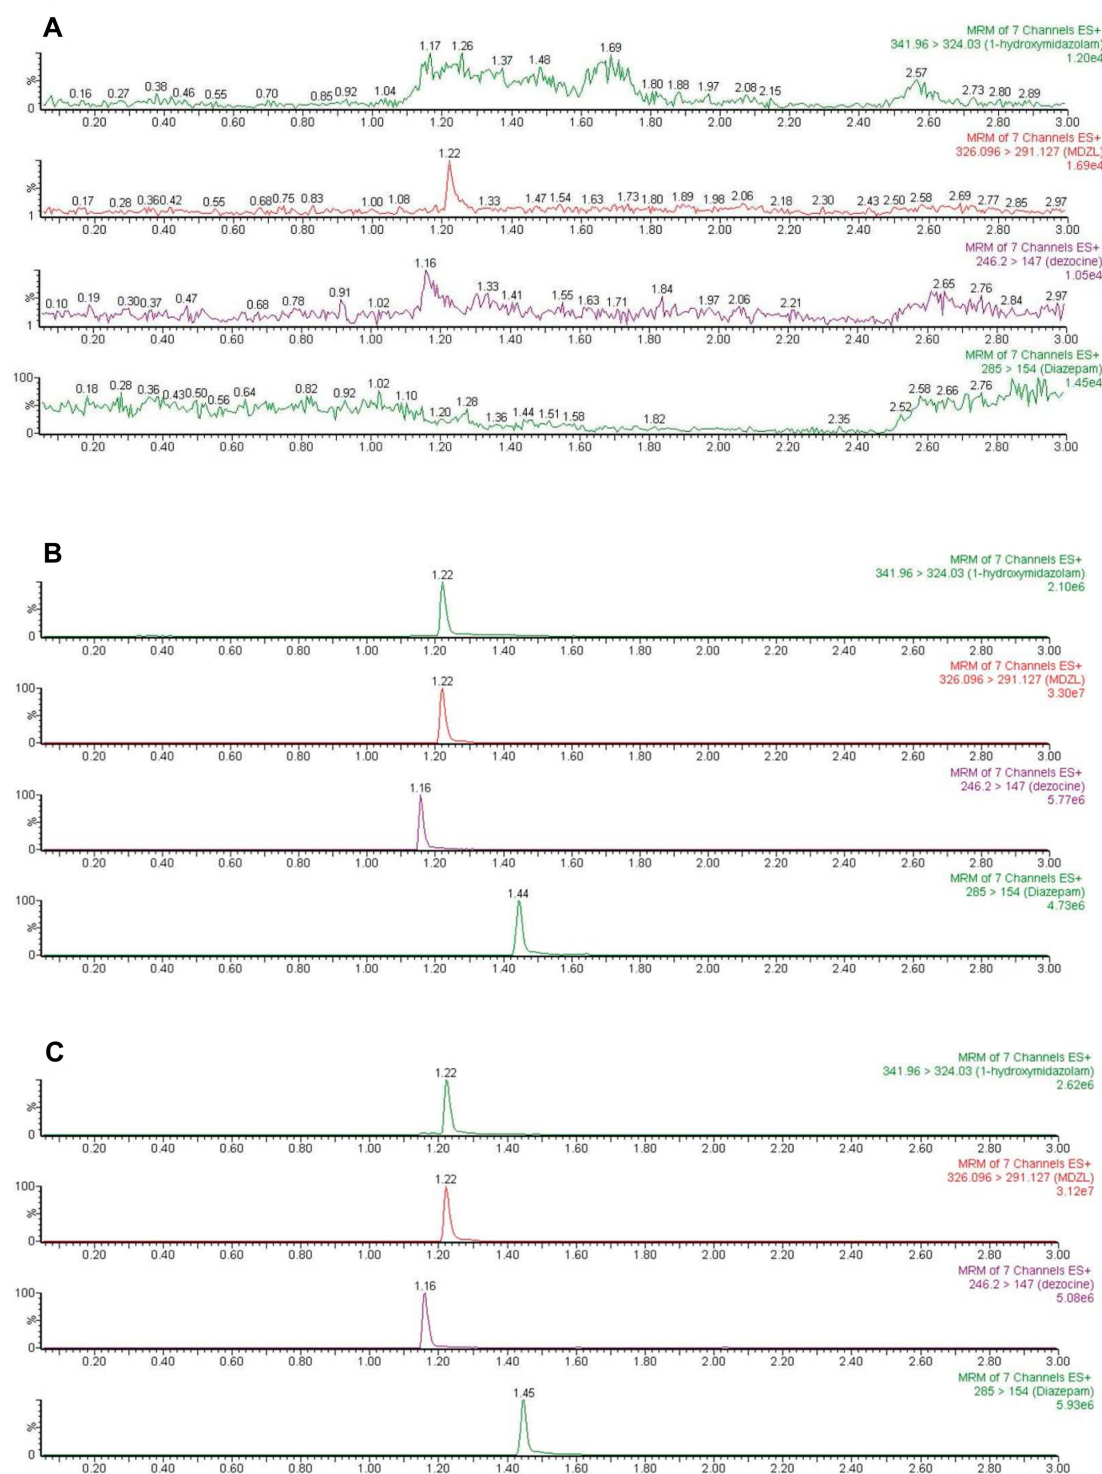 A
MRM of 7 Channels ES+
341.96 > 324.03 (1-hydroxymidazolam)
1.20e4
%
0
0.16 0.27 0.38 0.46 0.55 0.70 0.85 0.92 1.04 1.17 1.26 1.37 1.48 1.69 1.80 1.88 1.97 2.08 2.15 2.57 2.73 2.80 2.89
0.20 0.40 0.60 0.80 1.00 1.20 1.40 1.60 1.80 2.00 2.20 2.40 2.60 2.80 3.00
MRM of 7 Channels ES+
326.096 > 291.127 (MDZL)
1.69e4
%
1
0.17 0.28 0.36 0.42 0.55 0.68 0.75 0.83 1.00 1.08 1.22 1.33 1.47 1.54 1.63 1.73 1.80 1.89 1.98 2.06 2.18 2.30 2.43 2.50 2.58 2.69 2.77 2.85 2.97
0.20 0.40 0.60 0.80 1.00 1.20 1.40 1.60 1.80 2.00 2.20 2.40 2.60 2.80 3.00
MRM of 7 Channels ES+
246.2 > 147 (dezocine)
1.05e4
%
1
0.10 0.19 0.30 0.37 0.47 0.68 0.78 0.91 1.02 1.16 1.33 1.41 1.55 1.63 1.71 1.84 1.97 2.06 2.21 2.65 2.76 2.84 2.97
0.20 0.40 0.60 0.80 1.00 1.20 1.40 1.60 1.80 2.00 2.20 2.40 2.60 2.80 3.00
MRM of 7 Channels ES+
285 > 154 (Diazepam)
1.45e4
100
%
0
0.18 0.28 0.36 0.43 0.50 0.56 0.64 0.82 0.92 1.02 1.10 1.20 1.28 1.36 1.44 1.51 1.58 1.82 2.35 2.52 2.58 2.66 2.76
0.20 0.40 0.60 0.80 1.00 1.20 1.40 1.60 1.80 2.00 2.20 2.40 2.60 2.80 3.00
B
MRM of 7 Channels ES+
341.96 > 324.03 (1-hydroxymidazolam)
2.10e6
1.22
%
0
0.20 0.40 0.60 0.80 1.00 1.20 1.40 1.60 1.80 2.00 2.20 2.40 2.60 2.80 3.00
MRM of 7 Channels ES+
326.096 > 291.127 (MDZL)
3.30e7
1.22
100
%
0
0.20 0.40 0.60 0.80 1.00 1.20 1.40 1.60 1.80 2.00 2.20 2.40 2.60 2.80 3.00
MRM of 7 Channels ES+
246.2 > 147 (dezocine)
5.77e6
1.16
100
%
0
0.20 0.40 0.60 0.80 1.00 1.20 1.40 1.60 1.80 2.00 2.20 2.40 2.60 2.80 3.00
MRM of 7 Channels ES+
285 > 154 (Diazepam)
4.73e6
1.44
100
%
0
0.20 0.40 0.60 0.80 1.00 1.20 1.40 1.60 1.80 2.00 2.20 2.40 2.60 2.80 3.00
C
MRM of 7 Channels ES+
341.96 > 324.03 (1-hydroxymidazolam)
2.62e6
1.22
%
0
0.20 0.40 0.60 0.80 1.00 1.20 1.40 1.60 1.80 2.00 2.20 2.40 2.60 2.80 3.00
MRM of 7 Channels ES+
326.096 > 291.127 (MDZL)
3.12e7
1.22
100
%
0
0.20 0.40 0.60 0.80 1.00 1.20 1.40 1.60 1.80 2.00 2.20 2.40 2.60 2.80 3.00
MRM of 7 Channels ES+
246.2 > 147 (dezocine)
5.08e6
1.16
100
%
0
0.20 0.40 0.60 0.80 1.00 1.20 1.40 1.60 1.80 2.00 2.20 2.40 2.60 2.80 3.00
MRM of 7 Channels ES+
285 > 154 (Diazepam)
5.93e6
1.45
%
0
0.20 0.40 0.60 0.80 1.00 1.20 1.40 1.60 1.80 2.00 2.20 2.40 2.60 2.80 3.00